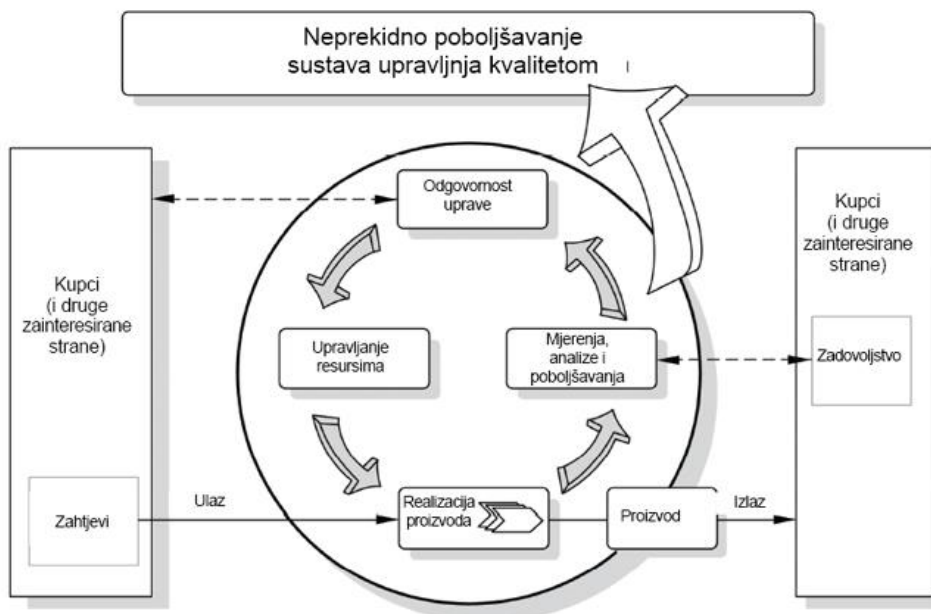 Neprekidno poboljšavanje
sustava upravljnja kvalitetom
Kupci
(i druge
zainteresirane
strane)
Zahtjevi
Ulaz
Odgovornost
uprave
Upravljanje
resursima
Mjerenja,
analize i
poboljšavanja
Realizacija
proizvoda
Proizvod
Izlaz
Kupci
(i druge
zainteresirane
strane)
Zadovoljstvo